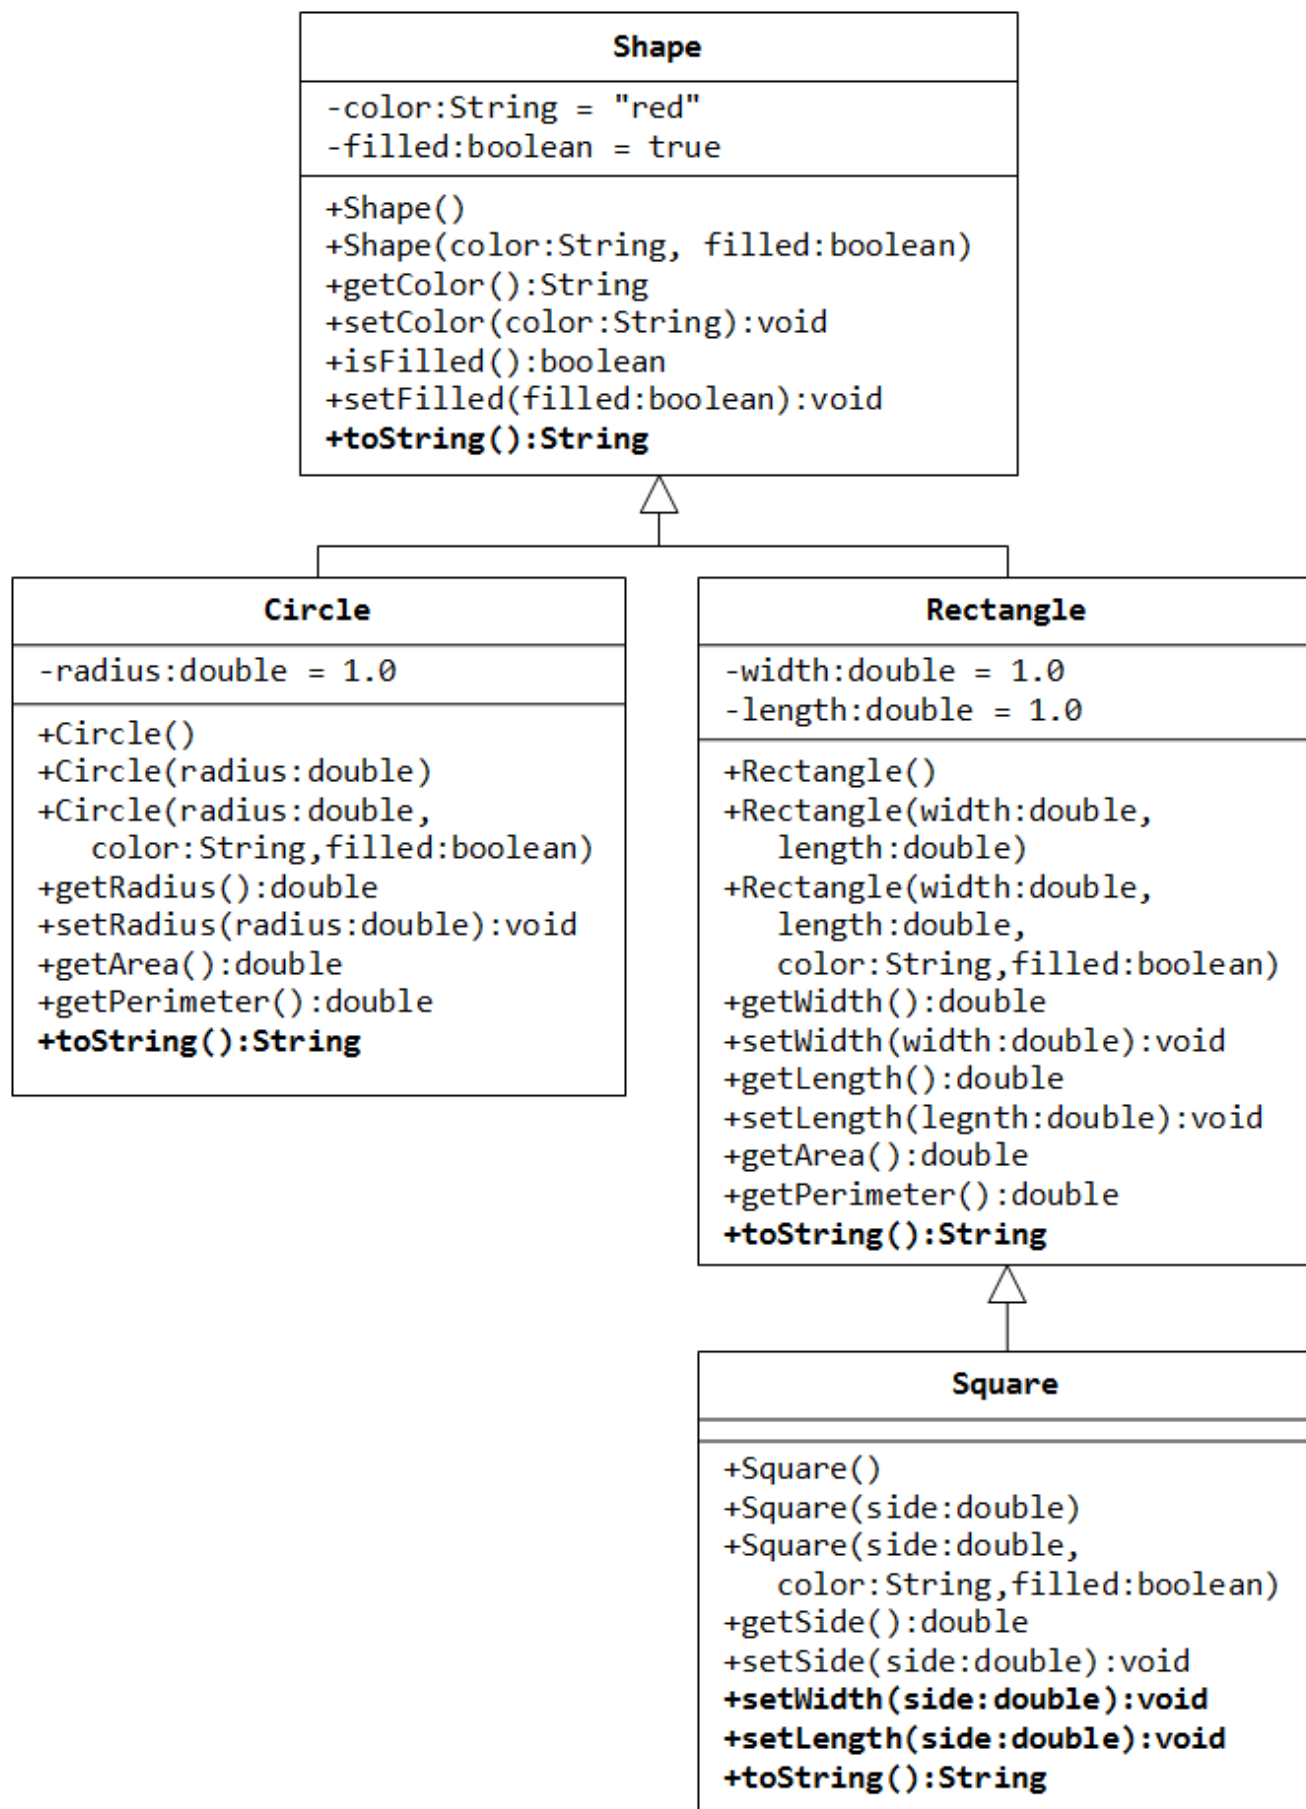 Shape
-color:String = "red"
-filled:boolean = true
+Shape()
+Shape(color:String, filled:boolean)
+getColor():String
+setColor(color:String):void
+isFilled():boolean
+setFilled(filled:boolean):void
+toString():String
Circle
-radius:double = 1.0
+Circle()
+Circle(radius:double)
+Circle(radius:double,
color:String,filled:boolean)
+getRadius():double
+setRadius(radius:double):void
+getArea():double
+getPerimeter():double
+toString():String
Rectangle
-width:double = 1.0
-length:double = 1.0
+Rectangle()
+Rectangle(width:double,
length:double)
+Rectangle(width:double,
length:double,
color:String,filled:boolean)
+getWidth():double
+setWidth(width:double):void
+getLength():double
+setLength(legnth:double):void
+getArea():double
+getPerimeter():double
+toString():String
Square
+Square()
+Square(side:double)
+Square(side:double,
color:String,filled:boolean)
+getSide():double
+setSide(side:double):void
+setWidth(side:double):void
+setLength(side:double):void
+toString():String